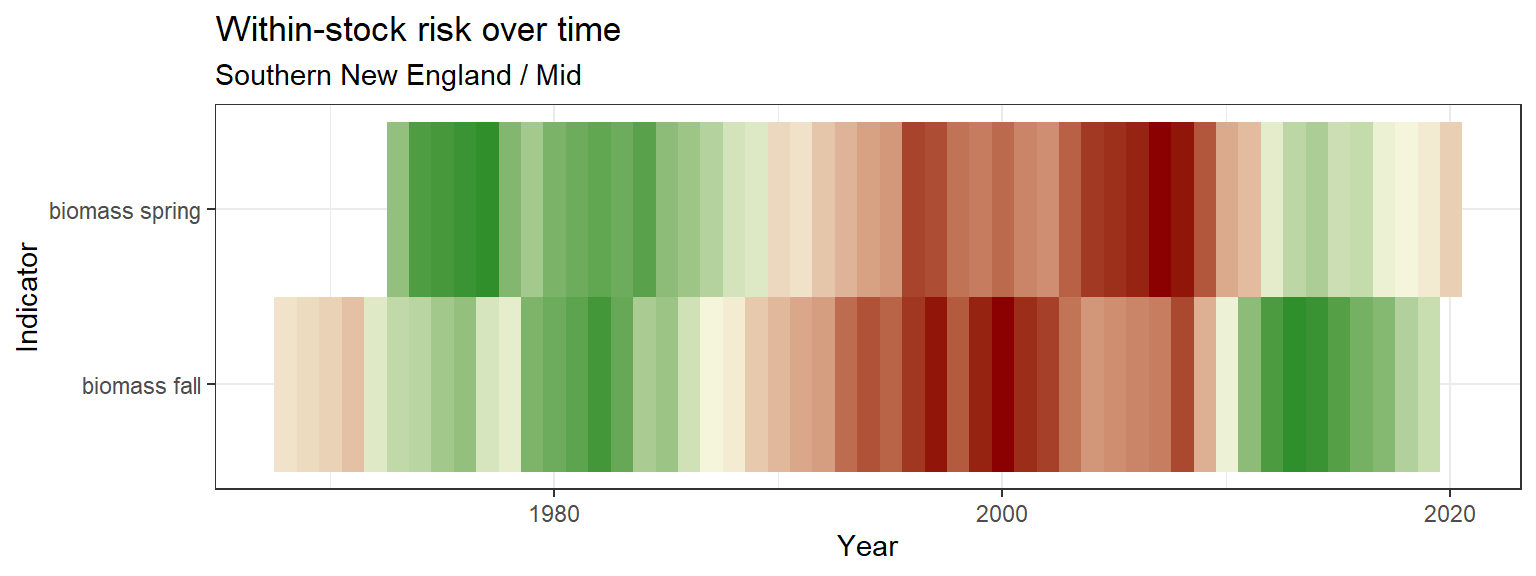 Within-stock risk over time
Southern New England / Mid
Indicator
biomass spring
biomass fall
1980
2000
2020
Year